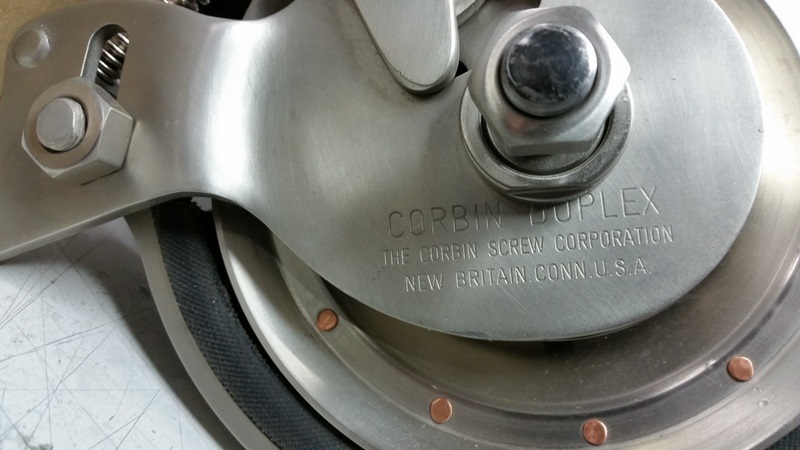 CORBIN DUPLEX
THE CORBIN SCREW CORPORATION
NEW BRITAIN.CONN.U.S.A.